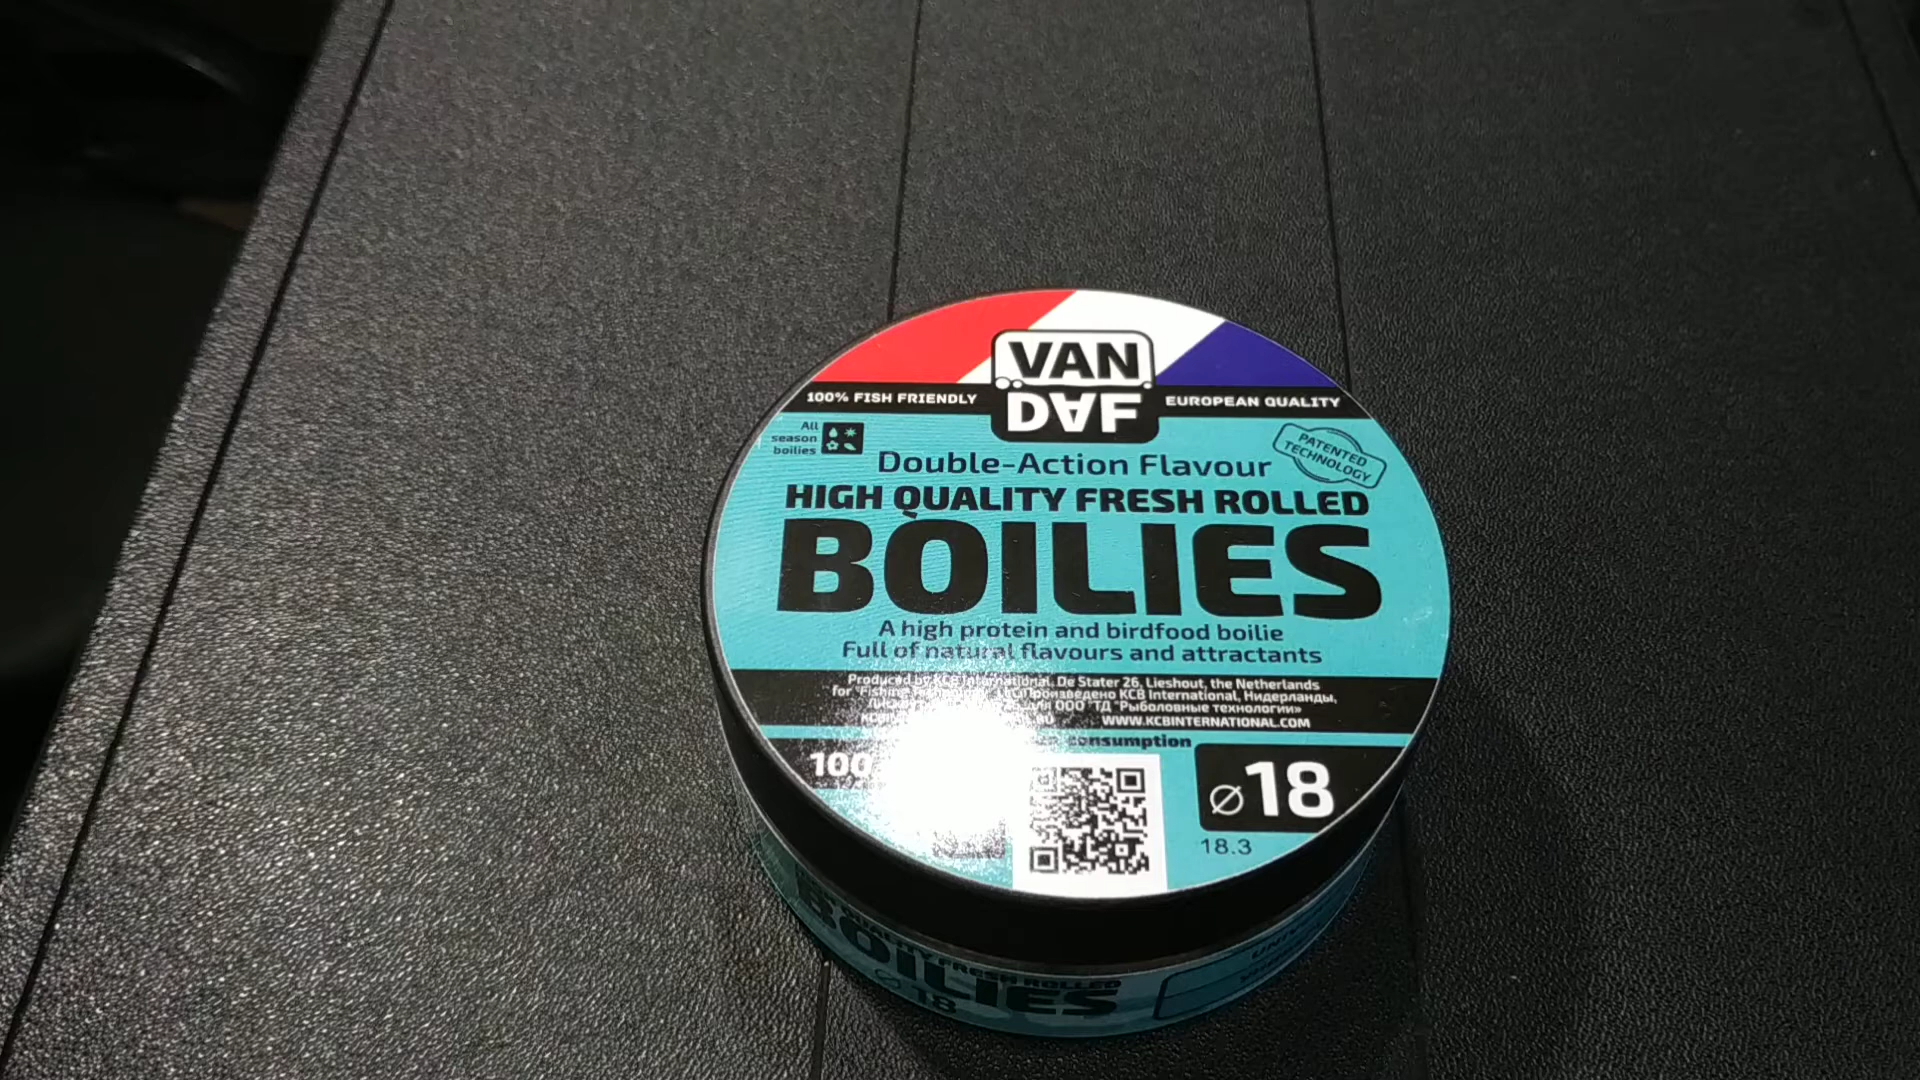 VAN
DAF
100% FISH FRIENDLY
EUROPEAN QUALITY
All
season
boilies
PATENTED
TECHNOLOGY
Double-Action Flavour
HIGH QUALITY FRESH ROLLED
BOILIES
A high protein and birdfood boilie
Full of natural flavours and attractants
Produced by KCB International, De Stater 26, Lieshout, the Netherlands
for "Fishing Произведено KCB International, Нидерланды,
ООО "ТД "Рыболовные технологии»
WWW.KCBINTERNATIONAL.COM
consumption
100
⌀18
18.3
FRESH ROLLED
BOILIES
⌀ 18